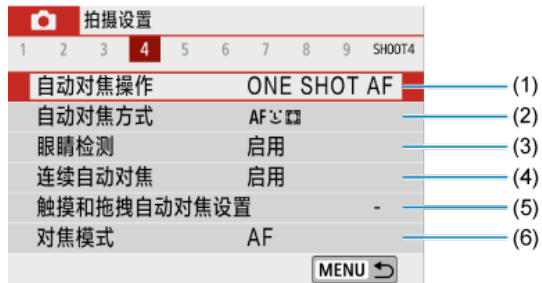 拍摄设置
1 2 3 4 5 6 7 8 9 SHOOT4
自动对焦操作 ONE SHOT AF (1)
自动对焦方式 AF (2)
眼睛检测 启用 (3)
连续自动对焦 启用 (4)
触摸和拖拽自动对焦设置 - (5)
对焦模式 AF (6)
MENU